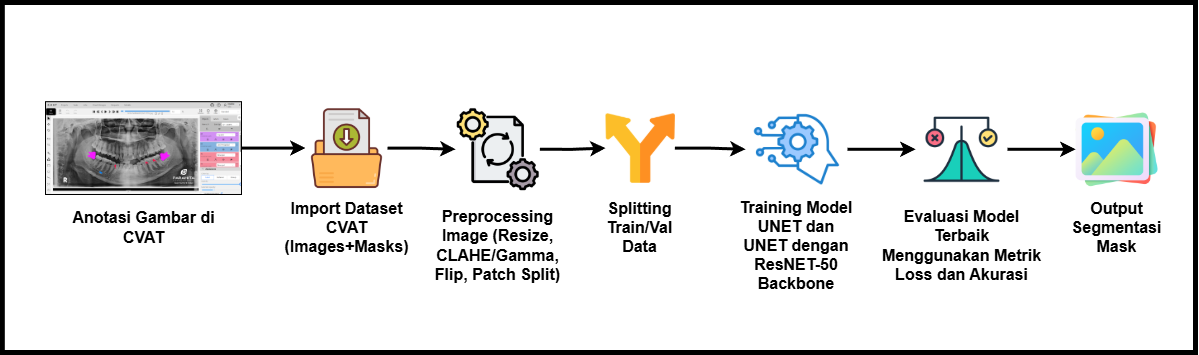 Anotasi Gambar di
CVAT
Import Dataset
CVAT
(Images+Masks)
Preprocessing
Image (Resize,
CLAHE/Gamma,
Flip, Patch Split)
Splitting
Train/Val
Data
Training Model
UNET dan
UNET dengan
ResNET-50
Backbone
Evaluasi Model
Terbaik
Menggunakan Metrik
Loss dan Akurasi
Output
Segmentasi
Mask